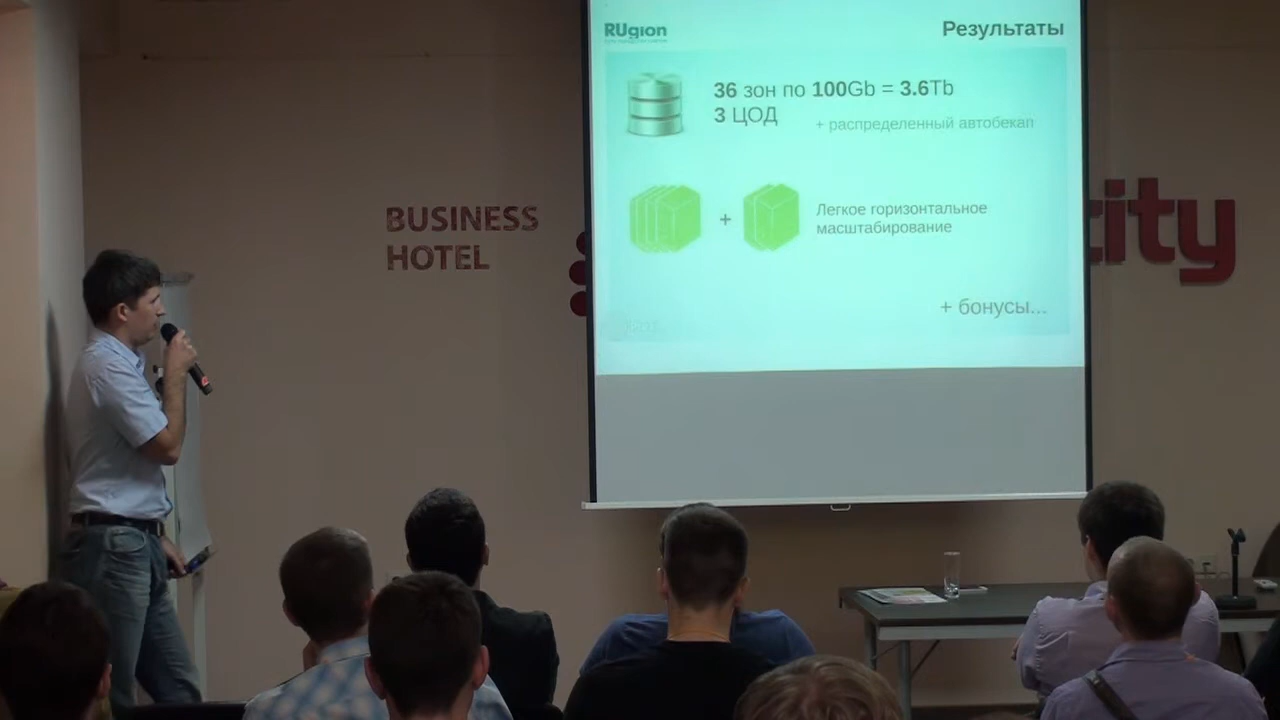 RUgion
Результаты
36 зон по 100Gb = 3.6Tb
3 ЦОД
+ распределенный автобекап
+
Легкое горизонтальное
масштабирование
+ бонусы...
BUSINESS
HOTEL
city